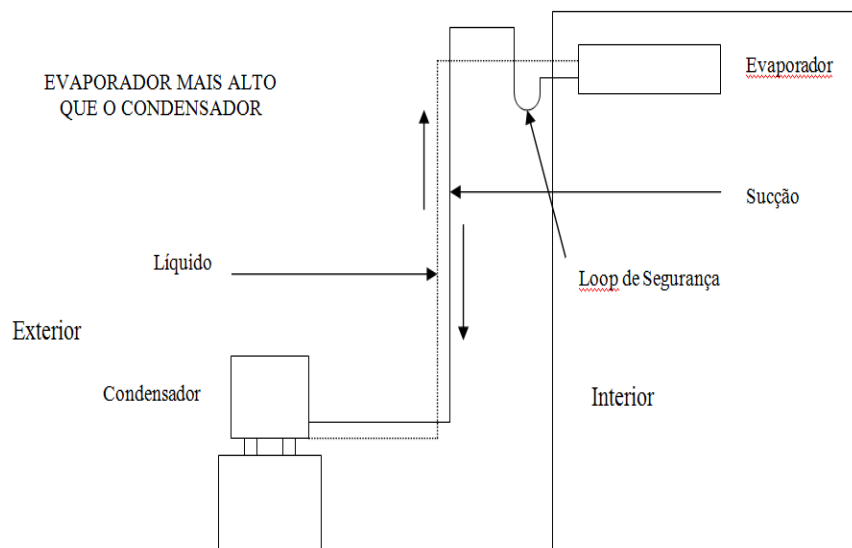 EVAPORADOR MAIS ALTO
QUE O CONDENSADOR
Evaporador
Sucção
Líquido
Loop de Segurança
Exterior
Condensador
Interior